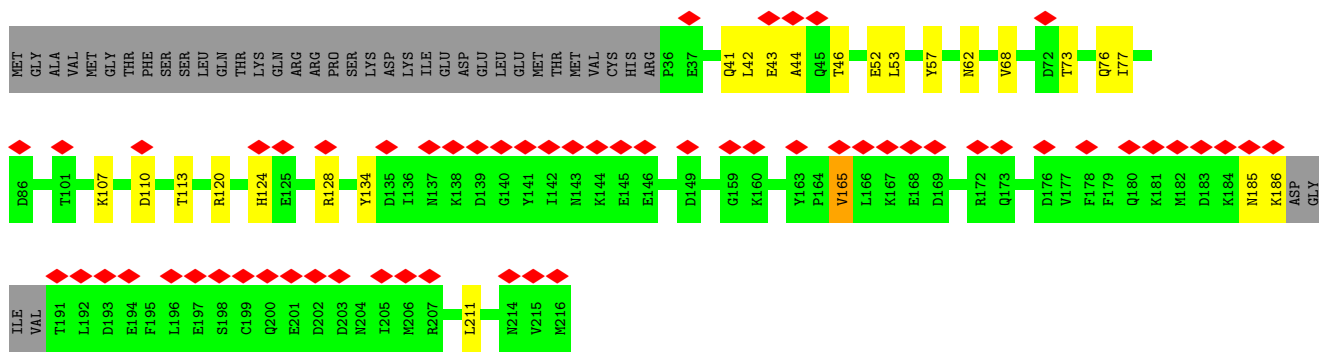 MET GLY ALA VAL MET GLY THR PHE SER SER LEU GLN THR LYS GLN ARG ARG PRO SER LYS ASP LYS ILE GLU ASP GLU LEU GLU MET THR MET VAL CYS HIS ARG P36 E37 Q41 L42 E43 A44 Q45 T46 E52 L53 Y57 N62 V68 D72 T73 Q76 I77
D86 T101 K107 D110 T113 R120 H124 E125 R128 Y134 D135 I136 N137 K138 D139 G140 Y141 I142 N143 K144 E145 E146 D149 G159 K160 Y163 P164 V165 L166 K167 E168 D169 R172 Q173 D176 V177 F178 F179 Q180 K181 M182 D183 K184 N185 K186 ASP GLY
ILE VAL T191 L192 D193 E194 F195 L196 E197 S198 C199 Q200 E201 D202 D203 N204 I205 M206 R207 L211 N214 V215 M216